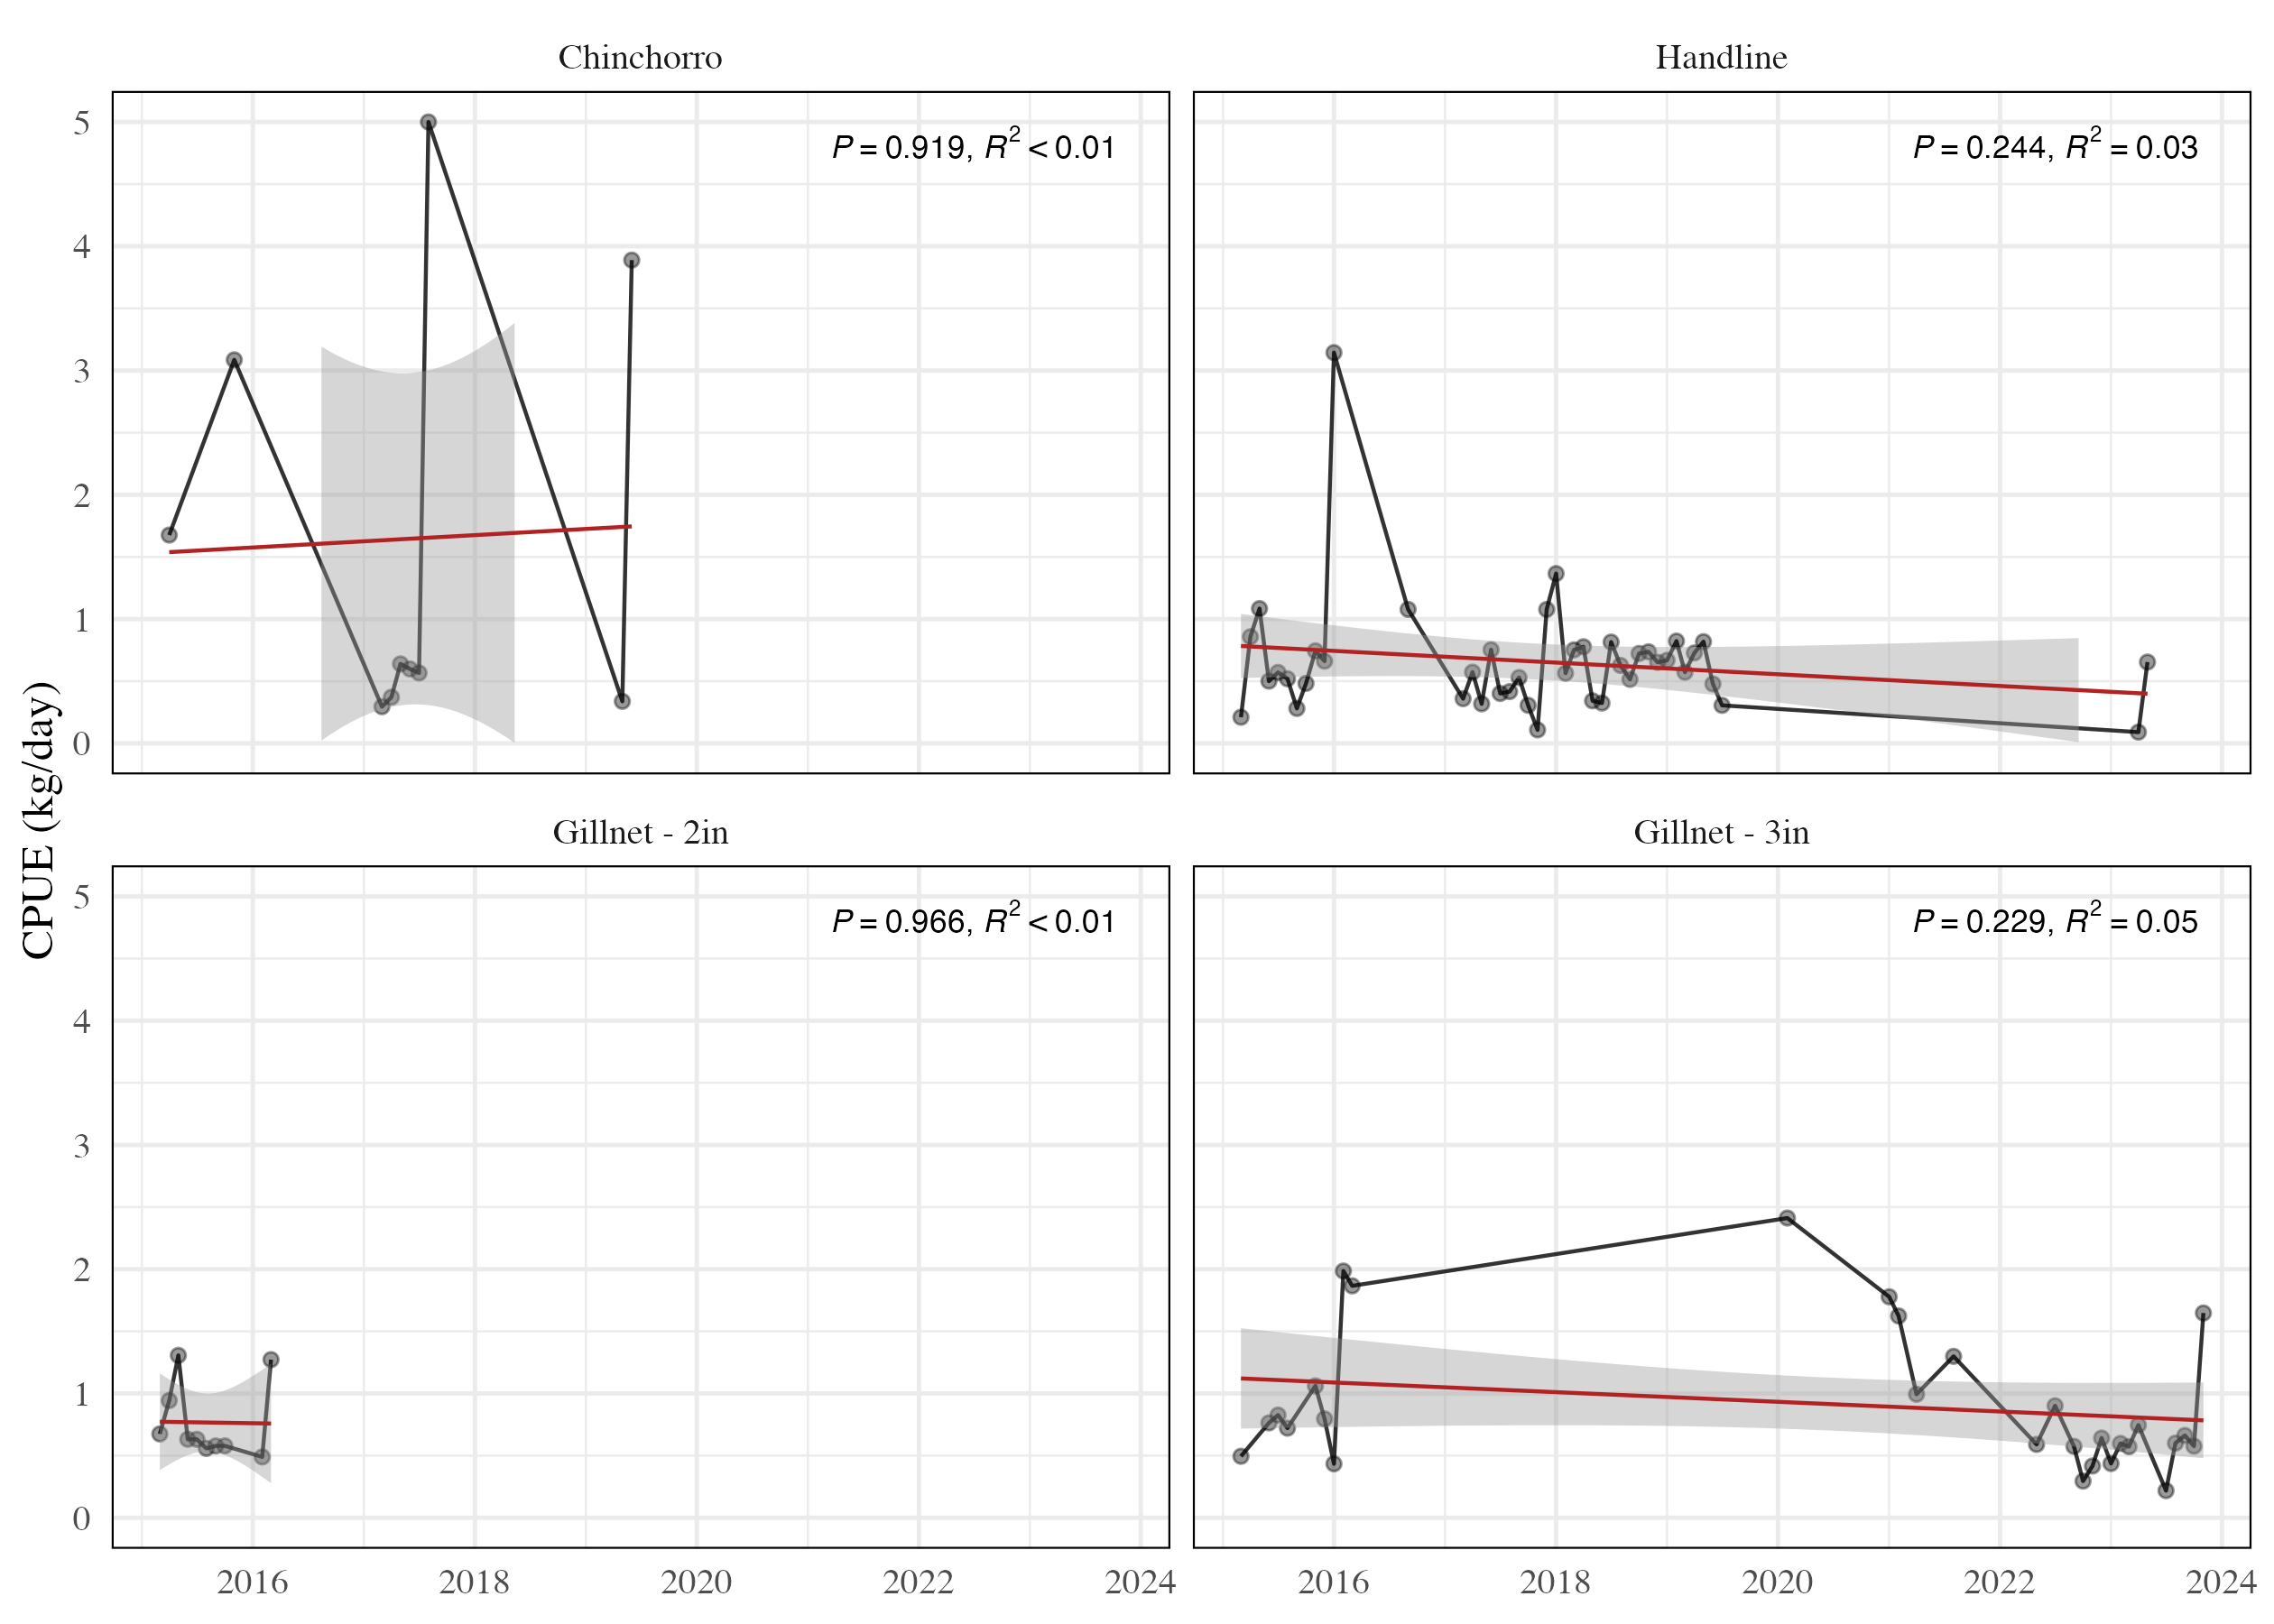 Chinchorro
Handline
5
4
3
2
1
0
P = 0.919, R² < 0.01
P = 0.244, R² = 0.03
CPUE (kg/day)
Gillnet - 2in
Gillnet - 3in
5
4
3
2
1
0
P = 0.966, R² < 0.01
P = 0.229, R² = 0.05
2016 2018 2020 2022 2024
2016 2018 2020 2022 2024